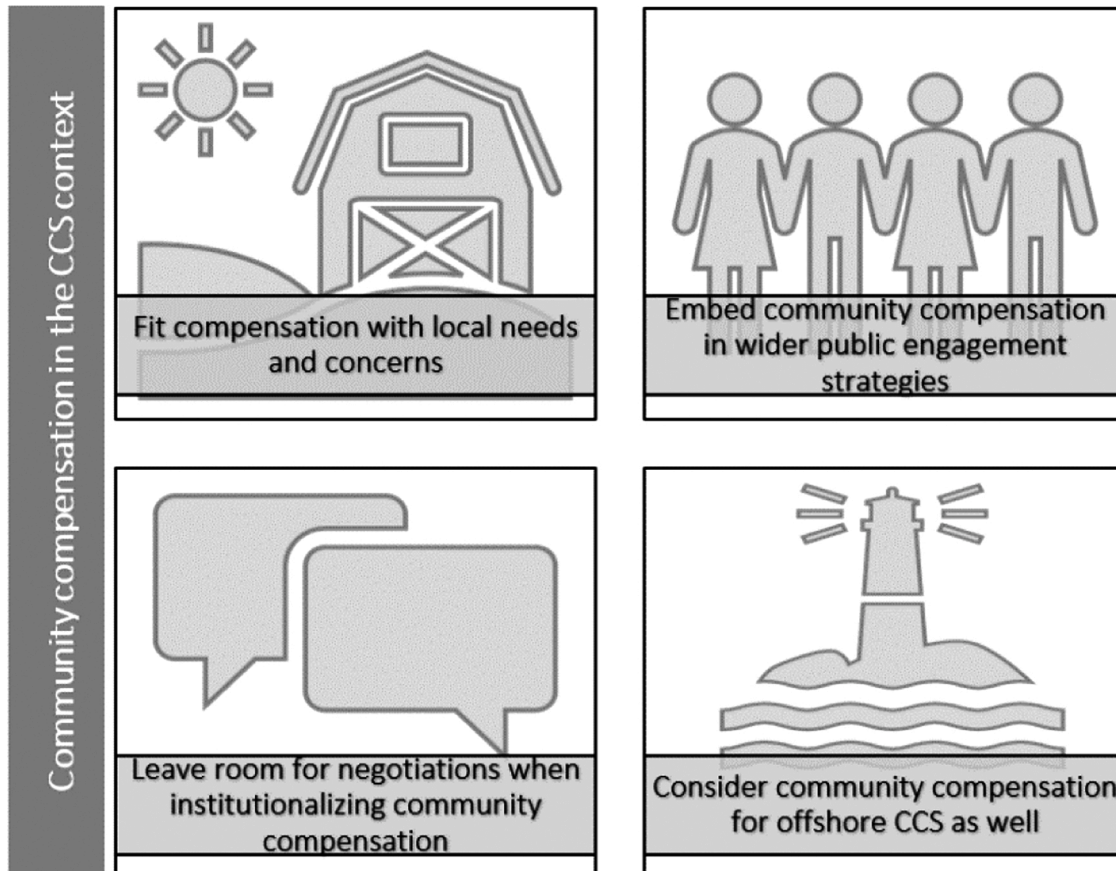 Community compensation in the CCS context
Fit compensation with local needs
and concerns
Embed community compensation
in wider public engagement
strategies
Leave room for negotiations when
institutionalizing community
compensation
Consider community compensation
for offshore CCS as well